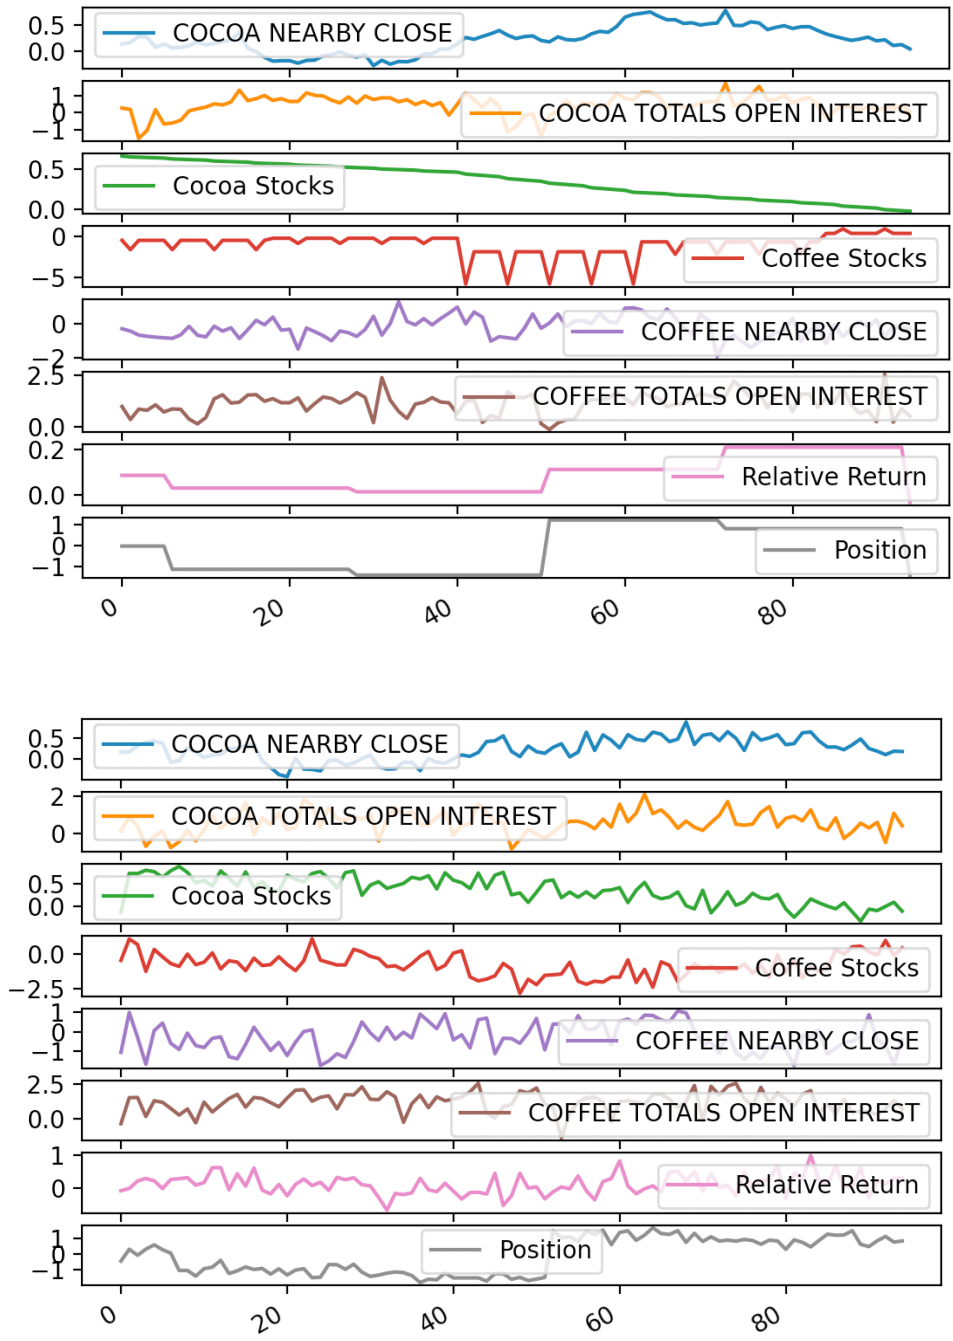 0.5
0.0
COCOA NEARBY CLOSE
1
0
−1
COCOA TOTALS OPEN INTEREST
0.5
0.0
Cocoa Stocks
0
−5
Coffee Stocks
0
−2
COFFEE NEARBY CLOSE
2.5
0.0
COFFEE TOTALS OPEN INTEREST
0.2
0.0
Relative Return
1
0
−1
Position
0 20 40 60 80
0.5
0.0
COCOA NEARBY CLOSE
2
0
COCOA TOTALS OPEN INTEREST
0.5
0.0
Cocoa Stocks
0.0
−2.5
Coffee Stocks
1
0
−1
COFFEE NEARBY CLOSE
2.5
0.0
COFFEE TOTALS OPEN INTEREST
1
0
Relative Return
1
0
−1
Position
0 20 40 60 80